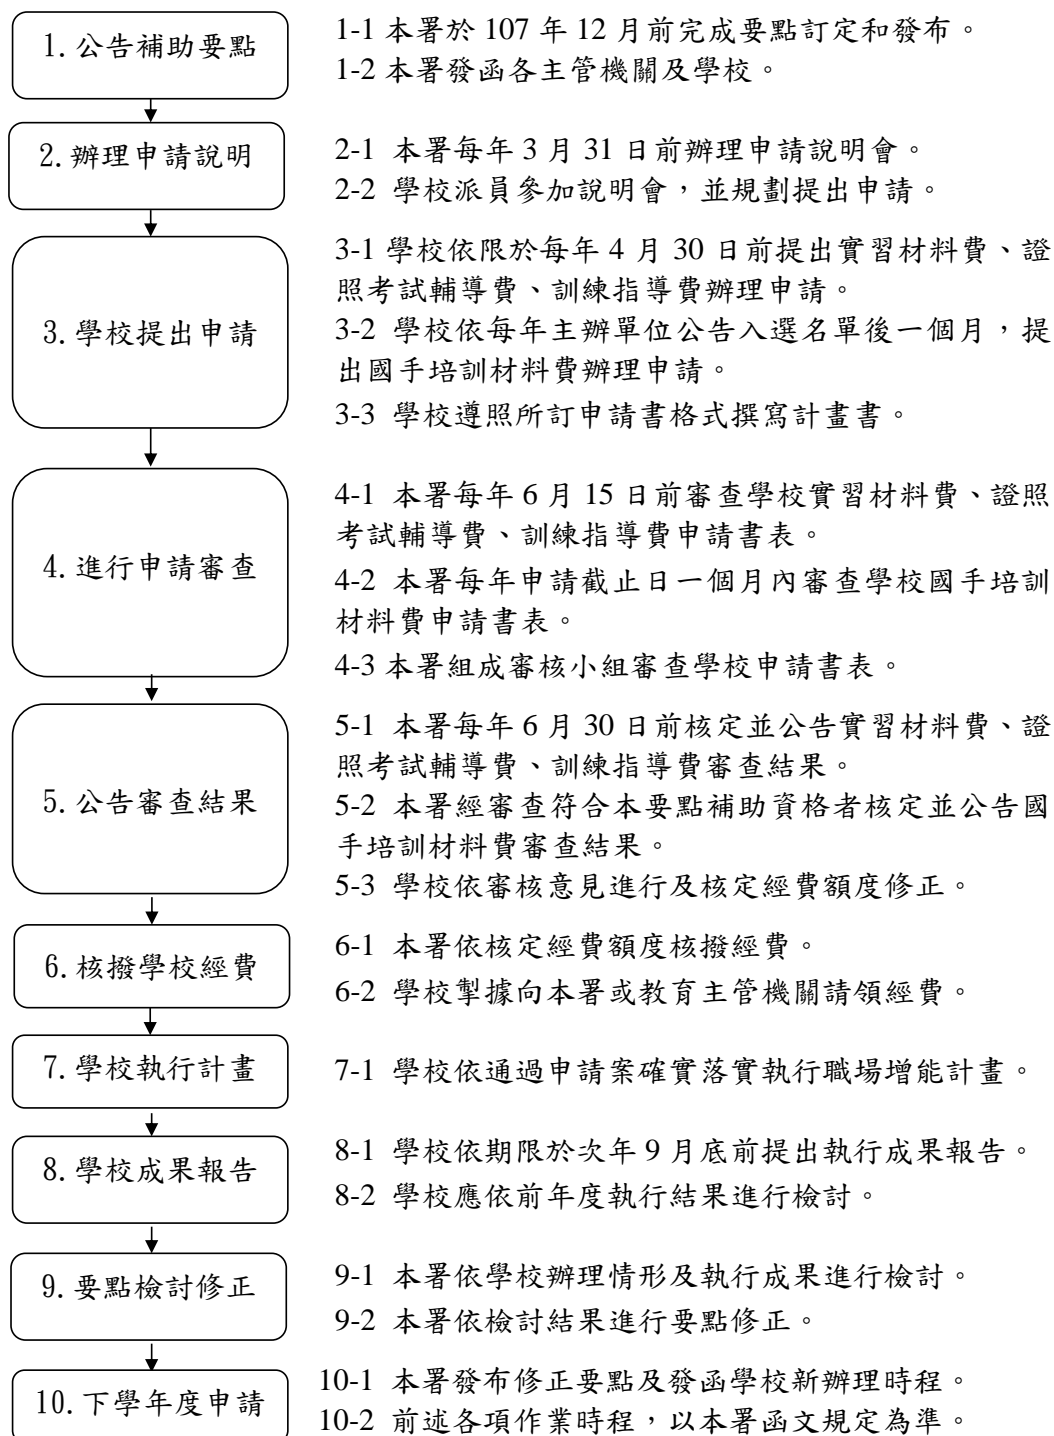 1.公告補助要點
1-1 本署於 107 年 12 月前完成要點訂定和發布。
1-2 本署發函各主管機關及學校。
2.辦理申請說明
2-1 本署每年 3 月 31 日前辦理申請說明會。
2-2 學校派員參加說明會，並規劃提出申請。
3.學校提出申請
3-1 學校依限於每年 4 月 30 日前提出實習材料費、證
照考試輔導費、訓練指導費辦理申請。
3-2 學校依每年主辦單位公告入選名單後一個月，提
出國手培訓材料費辦理申請。
3-3 學校遵照所訂申請書格式撰寫計畫書。
4.進行申請審查
4-1 本署每年 6 月 15 日前審查學校實習材料費、證照
考試輔導費、訓練指導費申請書表。
4-2 本署每年申請截止日一個月內審查學校國手培訓
材料費申請書表。
4-3 本署組成審核小組審查學校申請書表。
5.公告審查結果
5-1 本署每年 6 月 30 日前核定並公告實習材料費、證
照考試輔導費、訓練指導費審查結果。
5-2 本署經審查符合本要點補助資格者核定並公告國
手培訓材料費審查結果。
5-3 學校依審核意見進行及核定經費額度修正。
6.核撥學校經費
6-1 本署依核定經費額度核撥經費。
6-2 學校掣據向本署或教育主管機關請領經費。
7.學校執行計畫
7-1 學校依通過申請案確實落實執行職場增能計畫。
8.學校成果報告
8-1 學校依期限於次年 9 月底前提出執行成果報告。
8-2 學校應依前年度執行結果進行檢討。
9.要點檢討修正
9-1 本署依學校辦理情形及執行成果進行檢討。
9-2 本署依檢討結果進行要點修正。
10.下學年度申請
10-1 本署發布修正要點及發函學校新辦理時程。
10-2 前述各項作業時程，以本署函文規定為準。